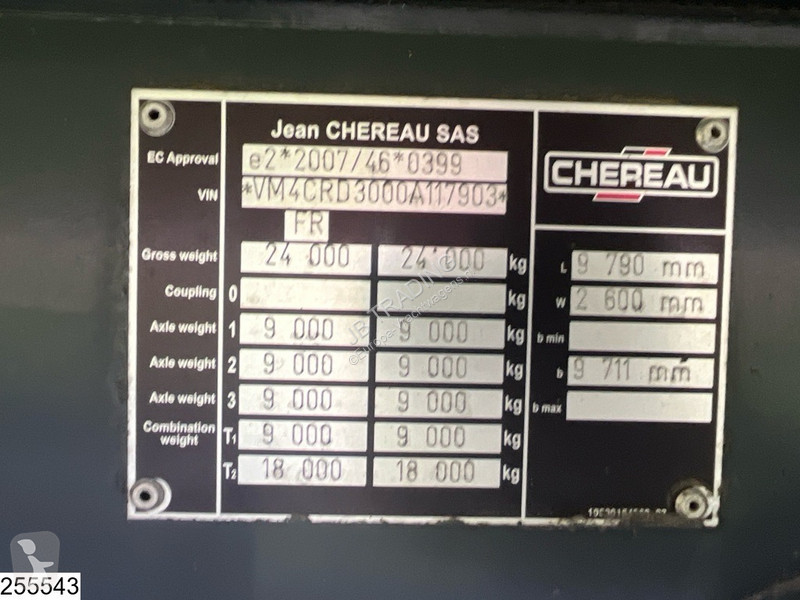 Jean CHEREAU SAS
EC Approval e2*2007/46*0399
VIN *VM4CRD3000A117903*
FR
Gross weight 24 000 24 000 kg
Coupling 0 kg
Axle weight 1 9 000 9 000 kg
Axle weight 2 9 000 9 000 kg
Axle weight 3 9 000 9 000 kg
Combination weight T1 9 000 9 000 kg
T2 18 000 18 000 kg
CHEREAU
L 9 790 mm
W 2 600 mm
b min
b 9 711 mm
b max
JB TRADING
255543